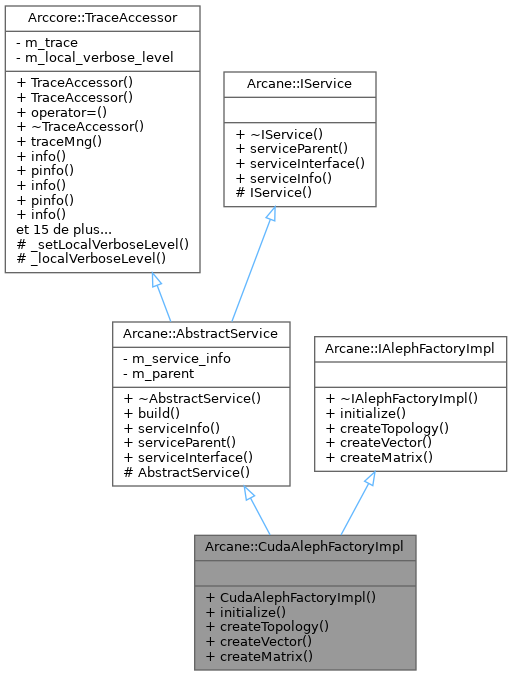 Arccore::TraceAccessor
- m_trace
- m_local_verbose_level
+ TraceAccessor()
+ TraceAccessor()
+ operator=()
+ ~TraceAccessor()
+ traceMng()
+ info()
+ pinfo()
+ info()
+ pinfo()
+ info()
et 15 de plus...
# _setLocalVerboseLevel()
# _localVerboseLevel()
Arcane::IService
+ ~IService()
+ serviceParent()
+ serviceInterface()
+ serviceInfo()
# IService()
Arcane::AbstractService
- m_service_info
- m_parent
+ ~AbstractService()
+ build()
+ serviceInfo()
+ serviceParent()
+ serviceInterface()
# AbstractService()
Arcane::IAlephFactoryImpl
+ ~IAlephFactoryImpl()
+ initialize()
+ createTopology()
+ createVector()
+ createMatrix()
Arcane::CudaAlephFactoryImpl
+ CudaAlephFactoryImpl()
+ initialize()
+ createTopology()
+ createVector()
+ createMatrix()